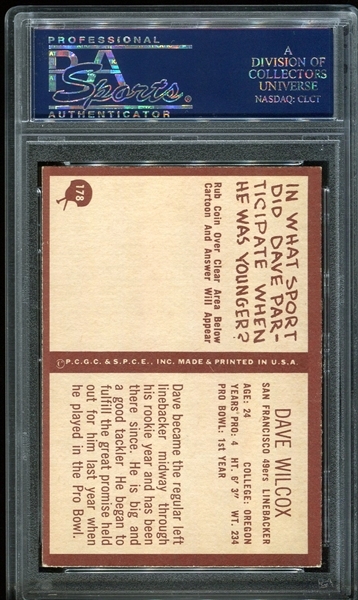 PROFESSIONAL
PSA
Sports
®
AUTHENTICATOR
A
DIVISION OF
COLLECTORS
UNIVERSE
NASDAQ: CLCT
178
IN WHAT SPORT
DID DAVE PAR-
TICIPATE WHEN
HE WAS YOUNGER?
Rub Coin Over Clear Area Below
Cartoon And Answer Will Appear
P.C.G.C. & S.P.C.E., INC. MADE & PRINTED IN U.S.A.
DAVE WILCOX
SAN FRANCISCO 49ers LINEBACKER
AGE: 24 COLLEGE: OREGON
YEARS' PRO: 4 HT. 6' 3" WT. 234
PRO BOWL: 1st YEAR
Dave became the regular left
linebacker midway through
his rookie year and has been
there since. He is big and
a good tackler. He began to
fulfill the great promise held
out for him last year when
he played in the Pro Bowl.